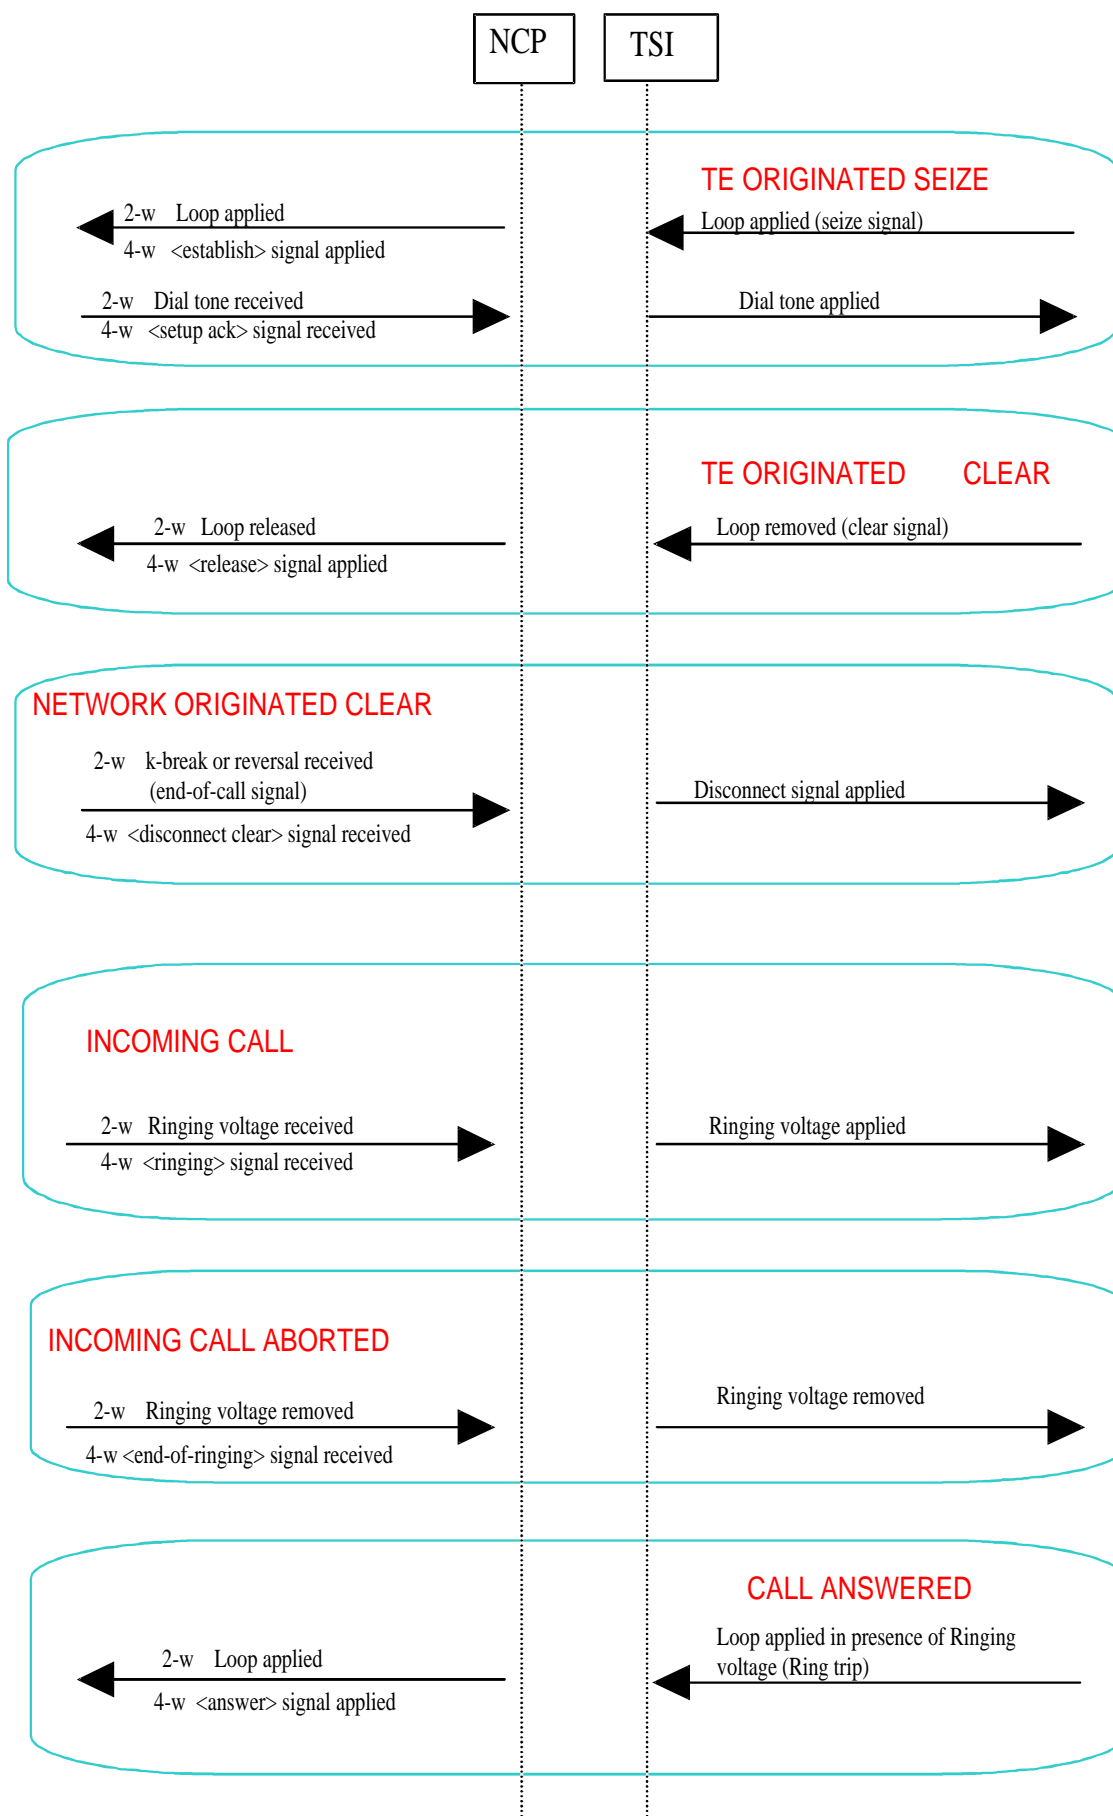 NCP
TSI
TE ORIGINATED SEIZE
2-w Loop applied
Loop applied (seize signal)
4-w <establish> signal applied
2-w Dial tone received
Dial tone applied
4-w <setup ack> signal received
TE ORIGINATED CLEAR
2-w Loop released
Loop removed (clear signal)
4-w <release> signal applied
NETWORK ORIGINATED CLEAR
2-w k-break or reversal received
(end-of-call signal)
Disconnect signal applied
4-w <disconnect clear> signal received
INCOMING CALL
2-w Ringing voltage received
Ringing voltage applied
4-w <ringing> signal received
INCOMING CALL ABORTED
2-w Ringing voltage removed
Ringing voltage removed
4-w <end-of-ringing> signal received
CALL ANSWERED
Loop applied in presence of Ringing
voltage (Ring trip)
2-w Loop applied
4-w <answer> signal applied